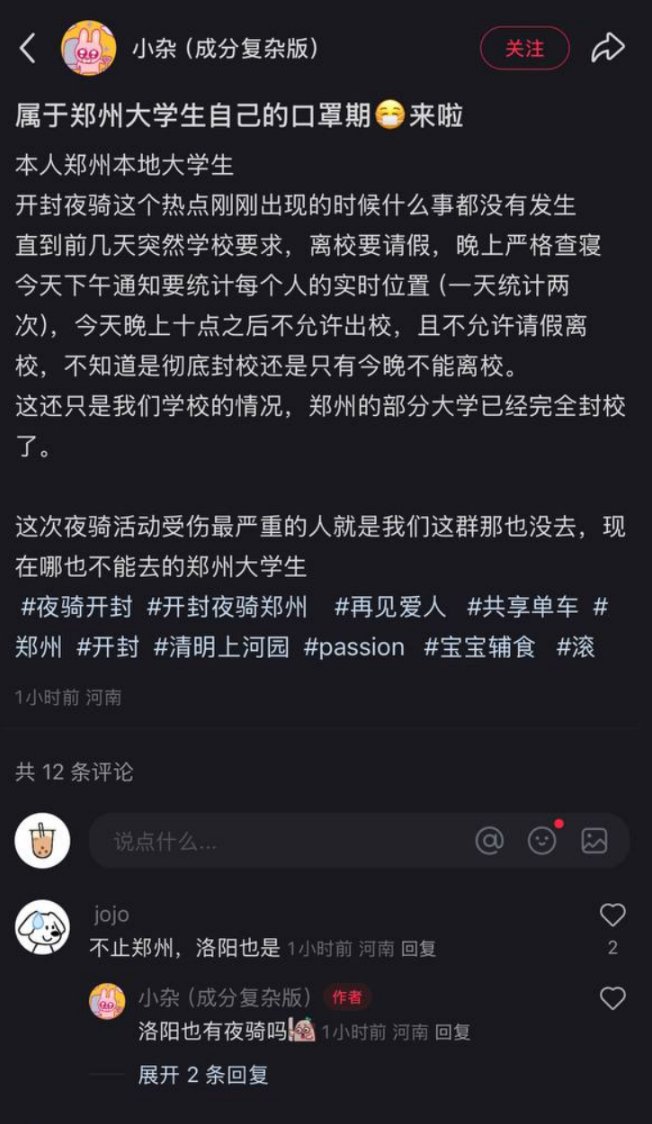 小杂（成分复杂版）
关注
属于郑州大学生自己的口罩期😷来啦
本人郑州本地大学生
开封夜骑这个热点刚刚出现的时候什么事都没有发生
直到前几天突然学校要求，离校要请假，晚上严格查寝
今天下午通知要统计每个人的实时位置（一天统计两
次），今天晚上十点之后不允许出校，且不允许请假离
校，不知道是彻底封校还是只有今晚不能离校。
这还只是我们学校的情况，郑州的部分大学已经完全封校
了。
这次夜骑活动受伤最严重的人就是我们这群那也没去，现
在哪也不能去的郑州大学生
#夜骑开封 #开封夜骑郑州 #再见爱人 #共享单车 #
郑州 #开封 #清明上河园 #passion #宝宝辅食 #滚
1小时前 河南
共 12 条评论
说点什么...
jojo
不止郑州，洛阳也是 1小时前 河南 回复
2
小杂（成分复杂版） 作者
洛阳也有夜骑吗 1小时前 河南 回复
展开 2 条回复